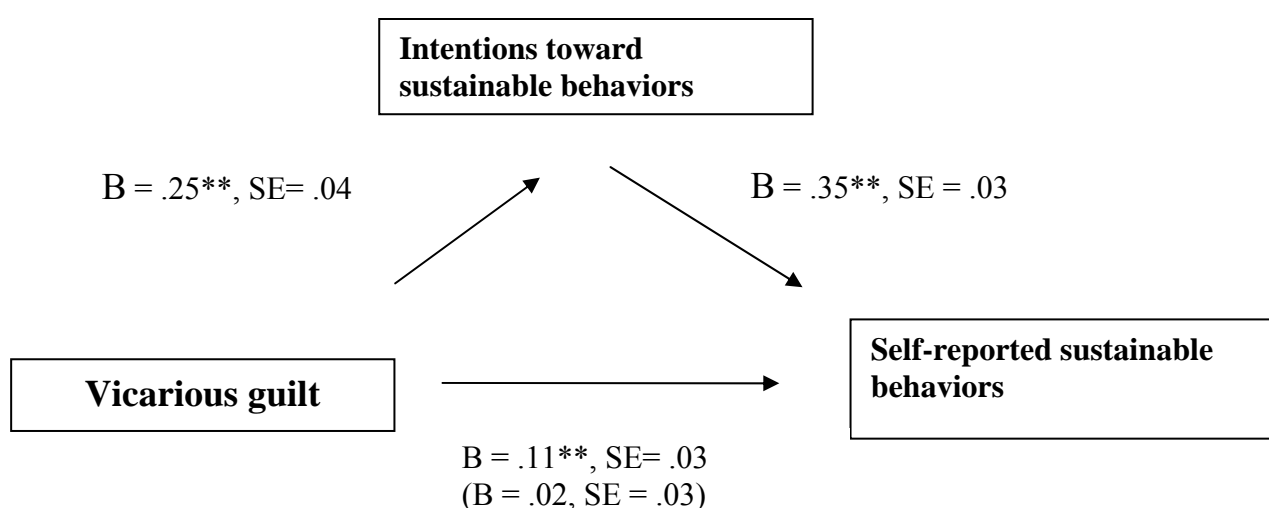 Intentions toward
sustainable behaviors
B = .25**, SE= .04
B = .35**, SE = .03
Self-reported sustainable
behaviors
Vicarious guilt
B = .11**, SE= .03
(B = .02, SE = .03)